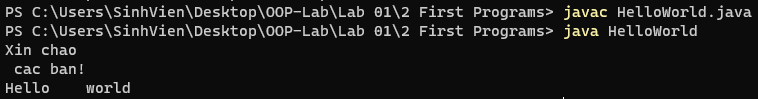 PS C:\Users\SinhVien\Desktop\OOP-Lab\Lab 01\2 First Programs> javac HelloWorld.java
PS C:\Users\SinhVien\Desktop\OOP-Lab\Lab 01\2 First Programs> java HelloWorld
Xin chao
 cac ban!
Hello    world